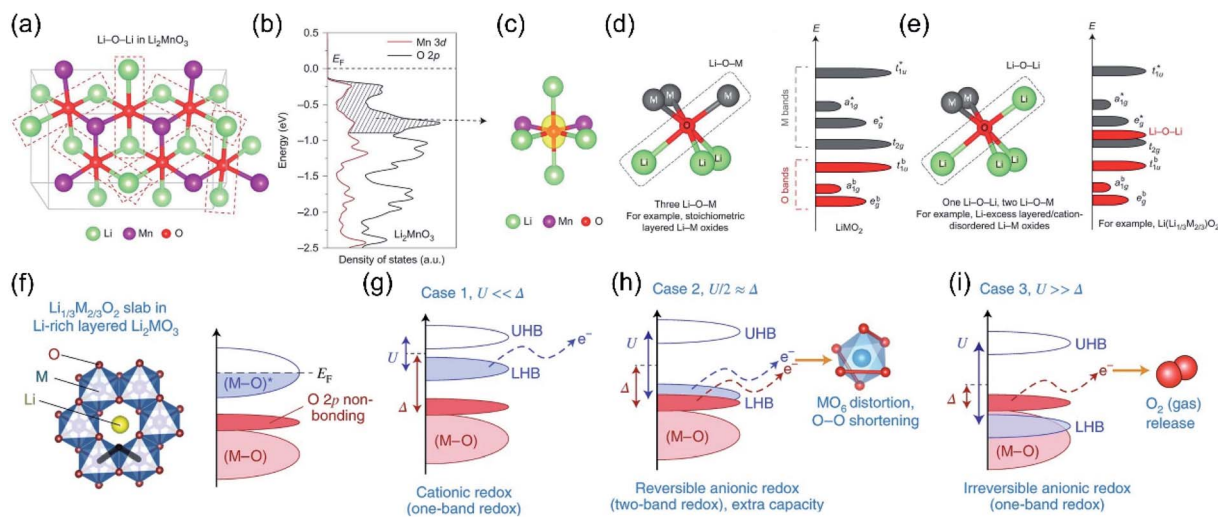 (a)
Li–O–Li in Li₂MnO₃
Li Mn O
(b)
0.5
0.0
−0.5
−1.0
−1.5
−2.0
−2.5
Energy (eV)
E_F
Mn 3d
O 2p
Li₂MnO₃
Density of states (a.u.)
(c)
(d)
Li–O–M
M M M
O
Li Li Li
Three Li–O–M
For example, stoichiometric
layered Li–M oxides
E
M bands
O bands
t*₁ᵤ
a*₁g
e*g
t₂g
tᵇ₁ᵤ
aᵇ₁g
eᵇg
LiMO₂
(e)
Li–O–Li
M M Li
O
Li Li Li
One Li–O–Li, two Li–O–M
For example, Li-excess layered/cation-
disordered Li–M oxides
E
t*₁ᵤ
a*₁g
e*g
Li–O–Li
t₂g
tᵇ₁ᵤ
aᵇ₁g
eᵇg
For example, Li(Li₁/₃M₂/₃)O₂
(f)
Li₁/₃M₂/₃O₂ slab in
Li-rich layered Li₂MO₃
O
M
Li
(M–O)*
E_F
O 2p non-
bonding
(M–O)
(g)
Case 1, U << Δ
UHB
U
LHB
e⁻
Δ
(M–O)
Cationic redox
(one-band redox)
(h)
Case 2, U/2 ≈ Δ
UHB
U
e⁻
e⁻
Δ
LHB
(M–O)
MO₆ distortion,
O–O shortening
Reversible anionic redox
(two-band redox), extra capacity
(i)
Case 3, U >> Δ
UHB
U
e⁻
Δ
LHB
(M–O)
O₂ (gas)
release
Irreversible anionic redox
(one-band redox)